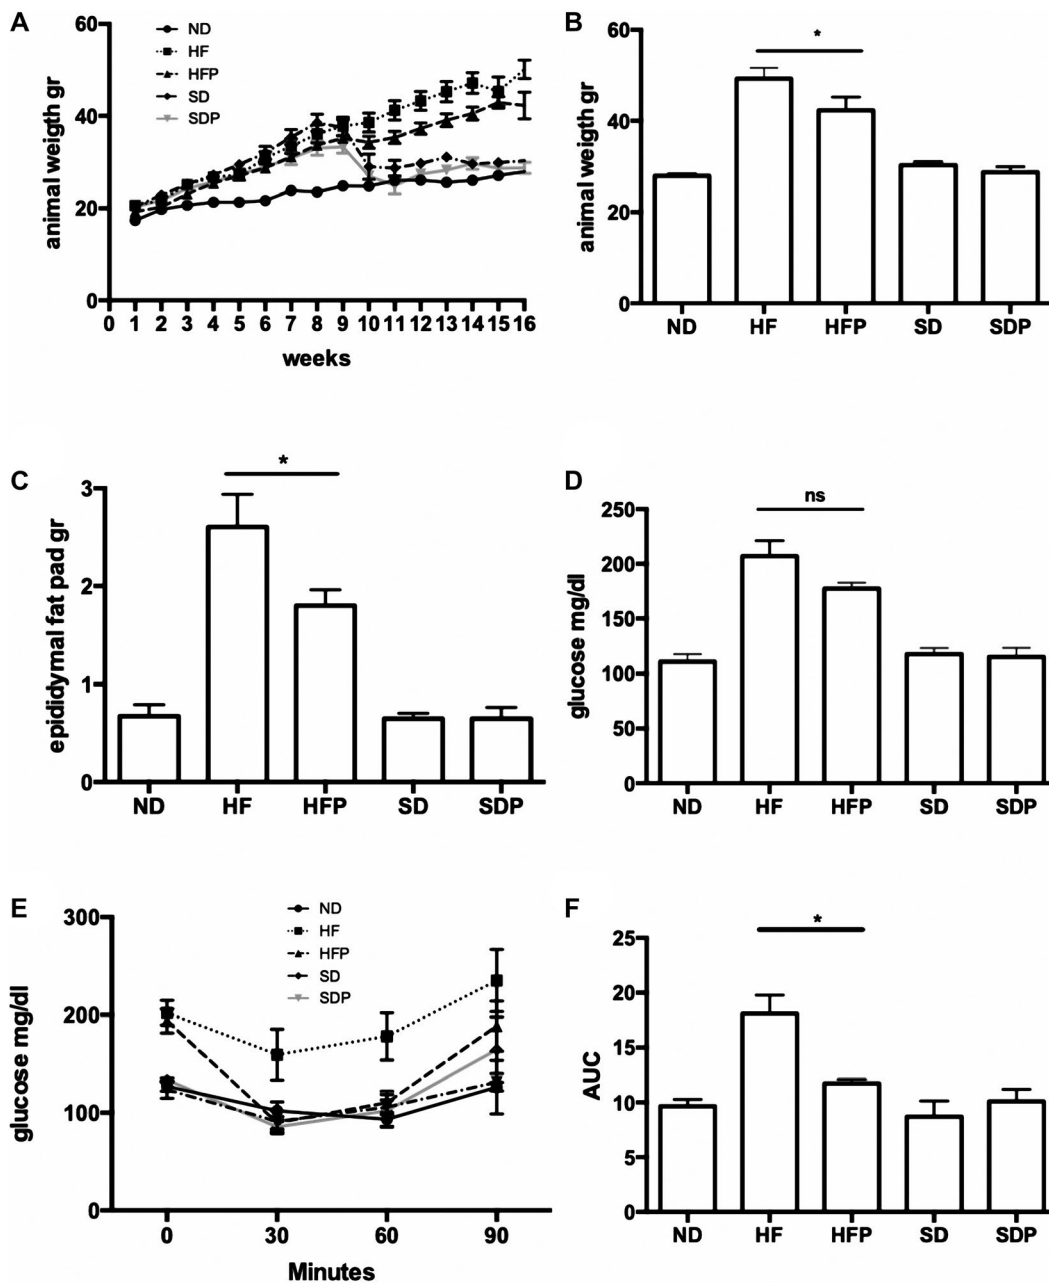 A
animal weigth gr
60
40
20
0
ND
HF
HFP
SD
SDP
0 1 2 3 4 5 6 7 8 9 10 11 12 13 14 15 16
weeks
B
animal weigth gr
60
40
20
0
*
ND HF HFP SD SDP
C
epididymal fat pad gr
3
2
1
0
*
ND HF HFP SD SDP
D
glucose mg/dl
250
200
150
100
50
0
ns
ND HF HFP SD SDP
E
glucose mg/dl
300
200
100
0
ND
HF
HFP
SD
SDP
0 30 60 90
Minutes
F
AUC
25
20
15
10
5
0
*
ND HF HFP SD SDP